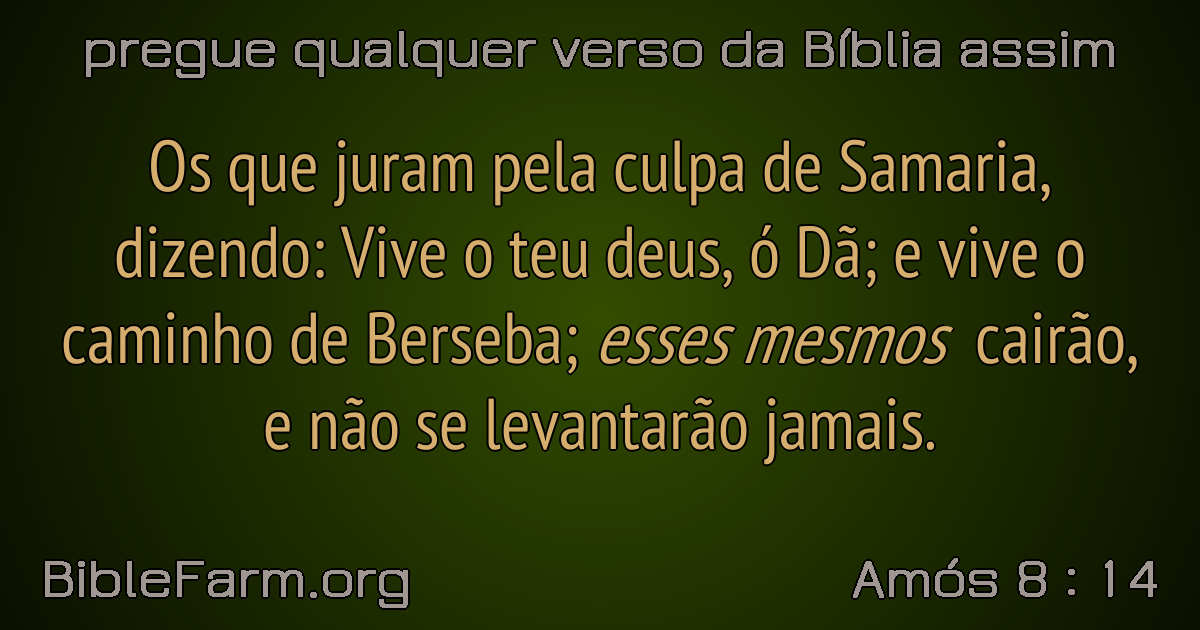 pregue qualquer verso da Bíblia assim
Os que juram pela culpa de Samaria,
dizendo: Vive o teu deus, ó Dã; e vive o
caminho de Berseba; esses mesmos cairão,
e não se levantarão jamais.
BibleFarm.org
Amós 8 : 14